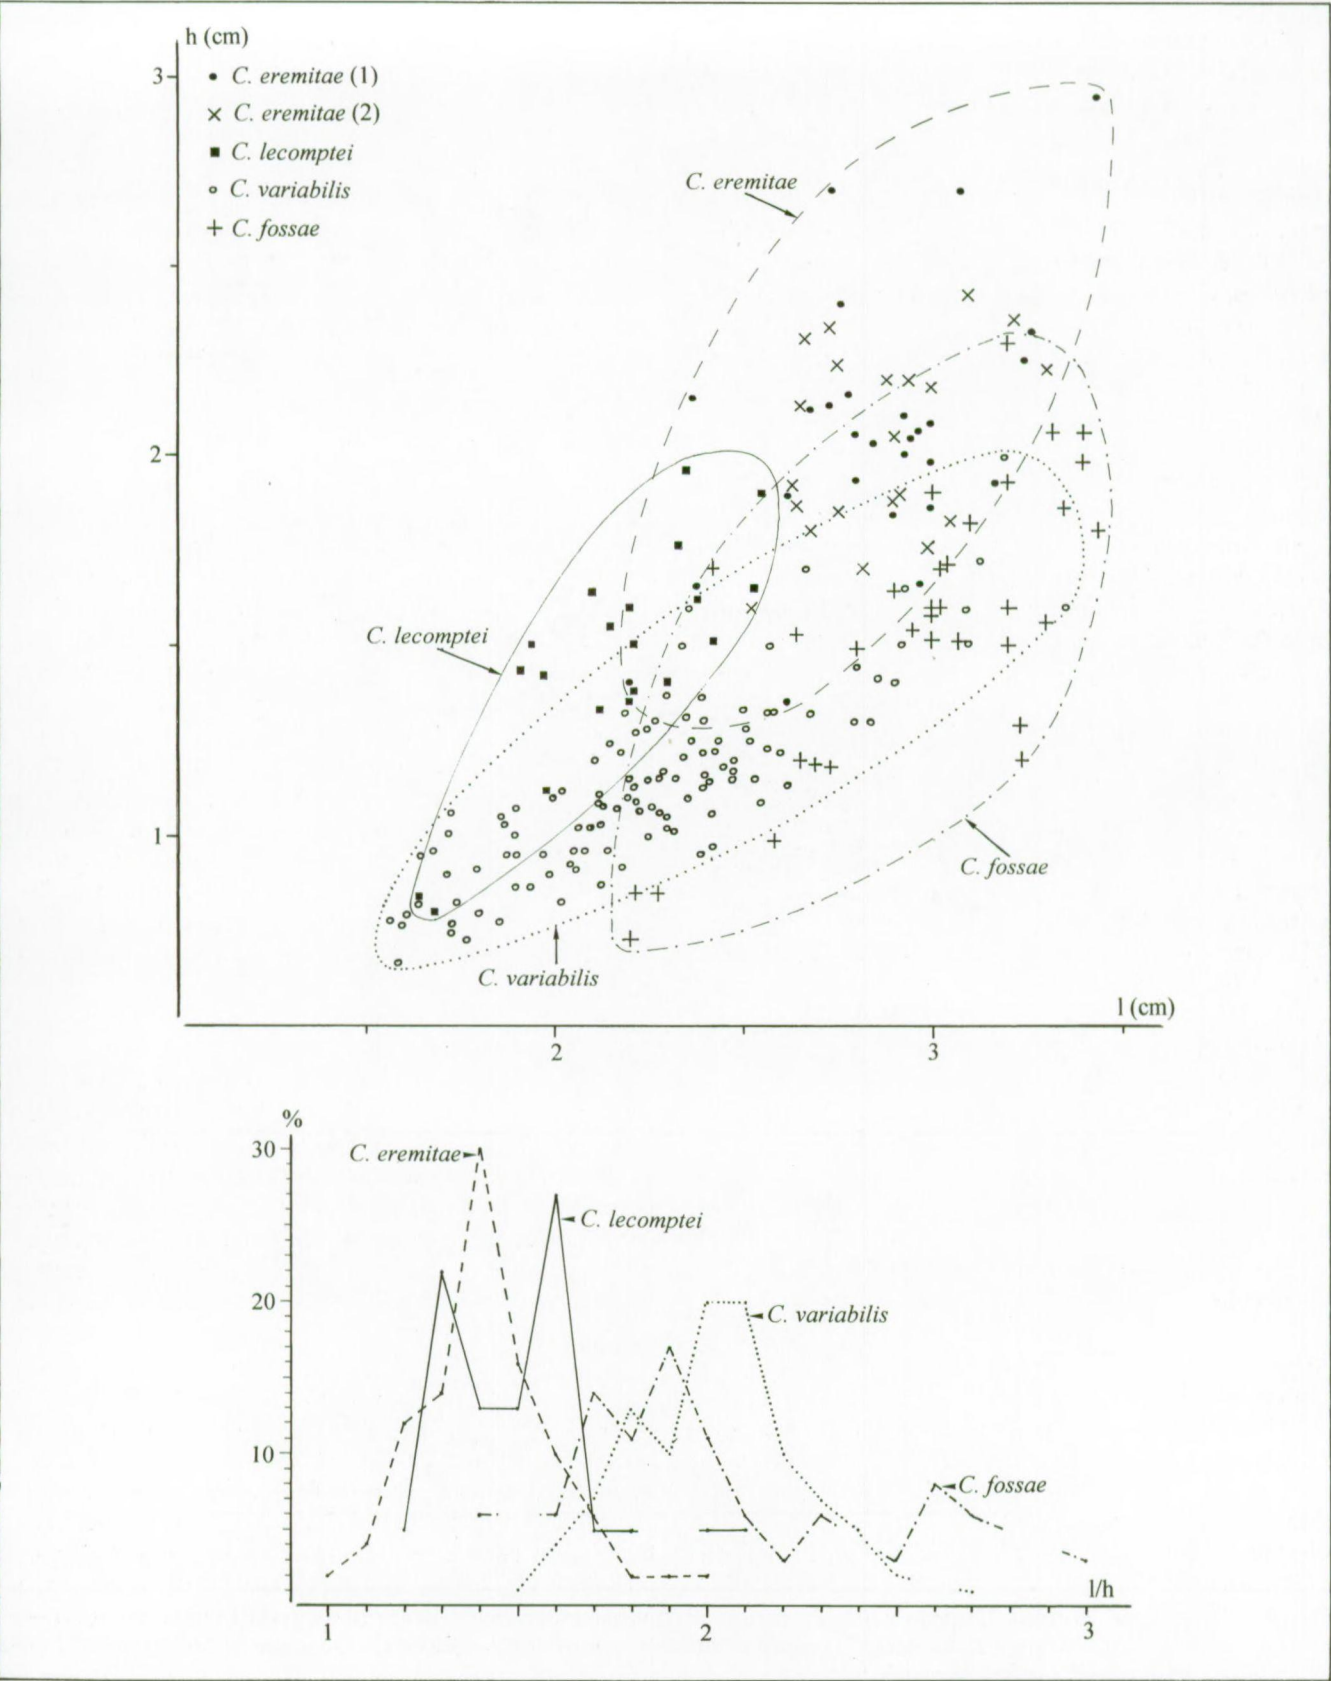 h (cm)
3
C. eremitae (1)
C. eremitae (2)
C. lecomptei
C. variabilis
C. fossae
C. eremitae
2
C. lecomptei
1
C. fossae
C. variabilis
l (cm)
2 3
%
30
C. eremitae
C. lecomptei
20
C. variabilis
10
C. fossae
l/h
1 2 3